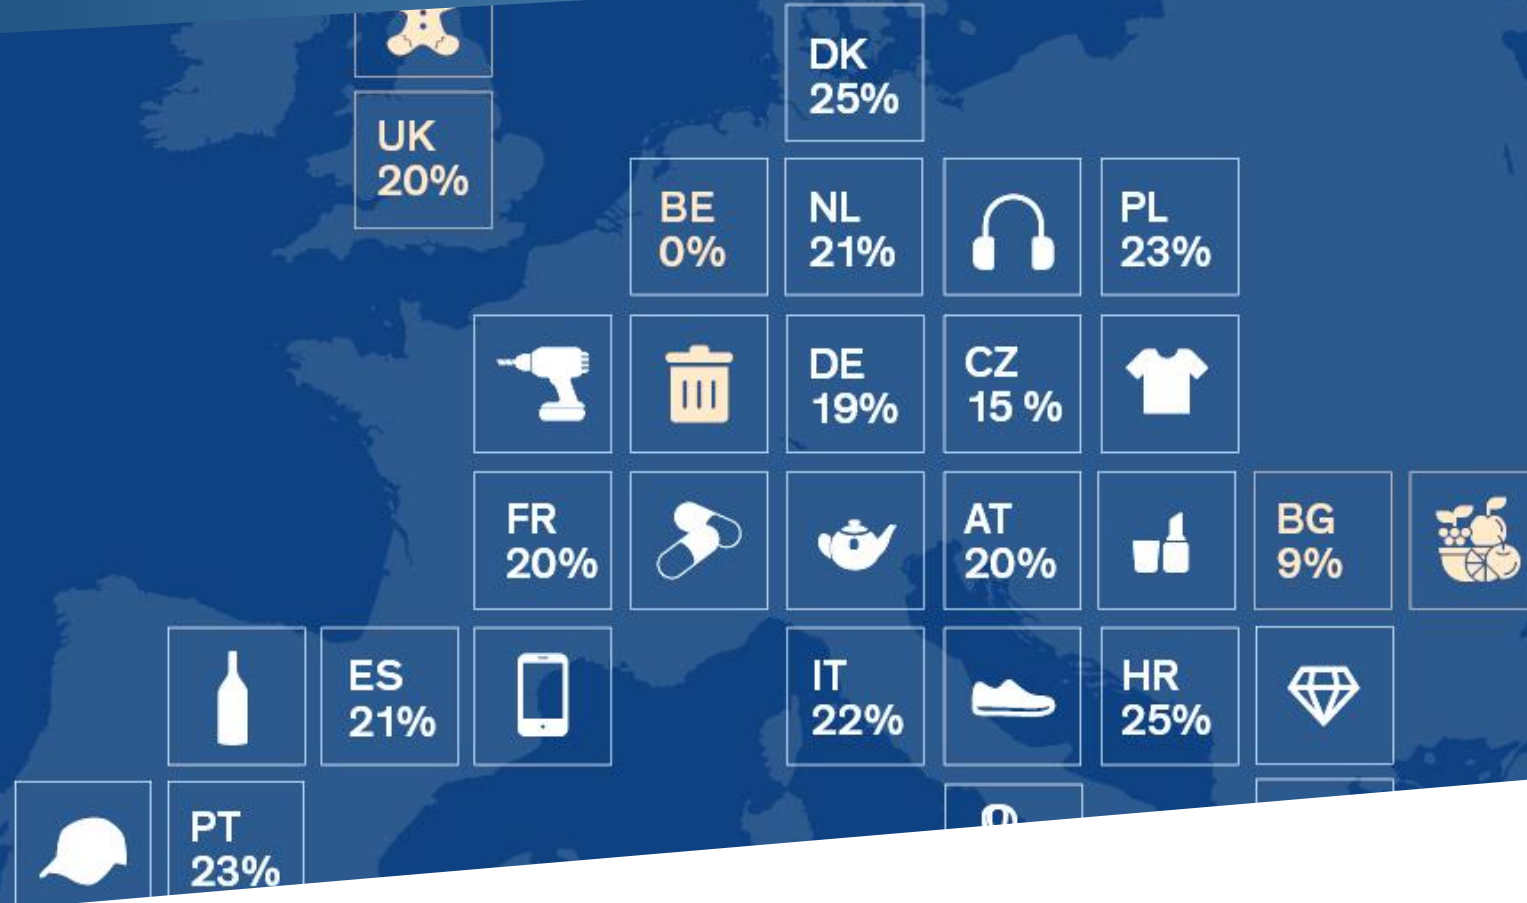 DK
25%
UK
20%
BE
0%
NL
21%
PL
23%
DE
19%
CZ
15 %
FR
20%
AT
20%
BG
9%
ES
21%
IT
22%
HR
25%
PT
23%